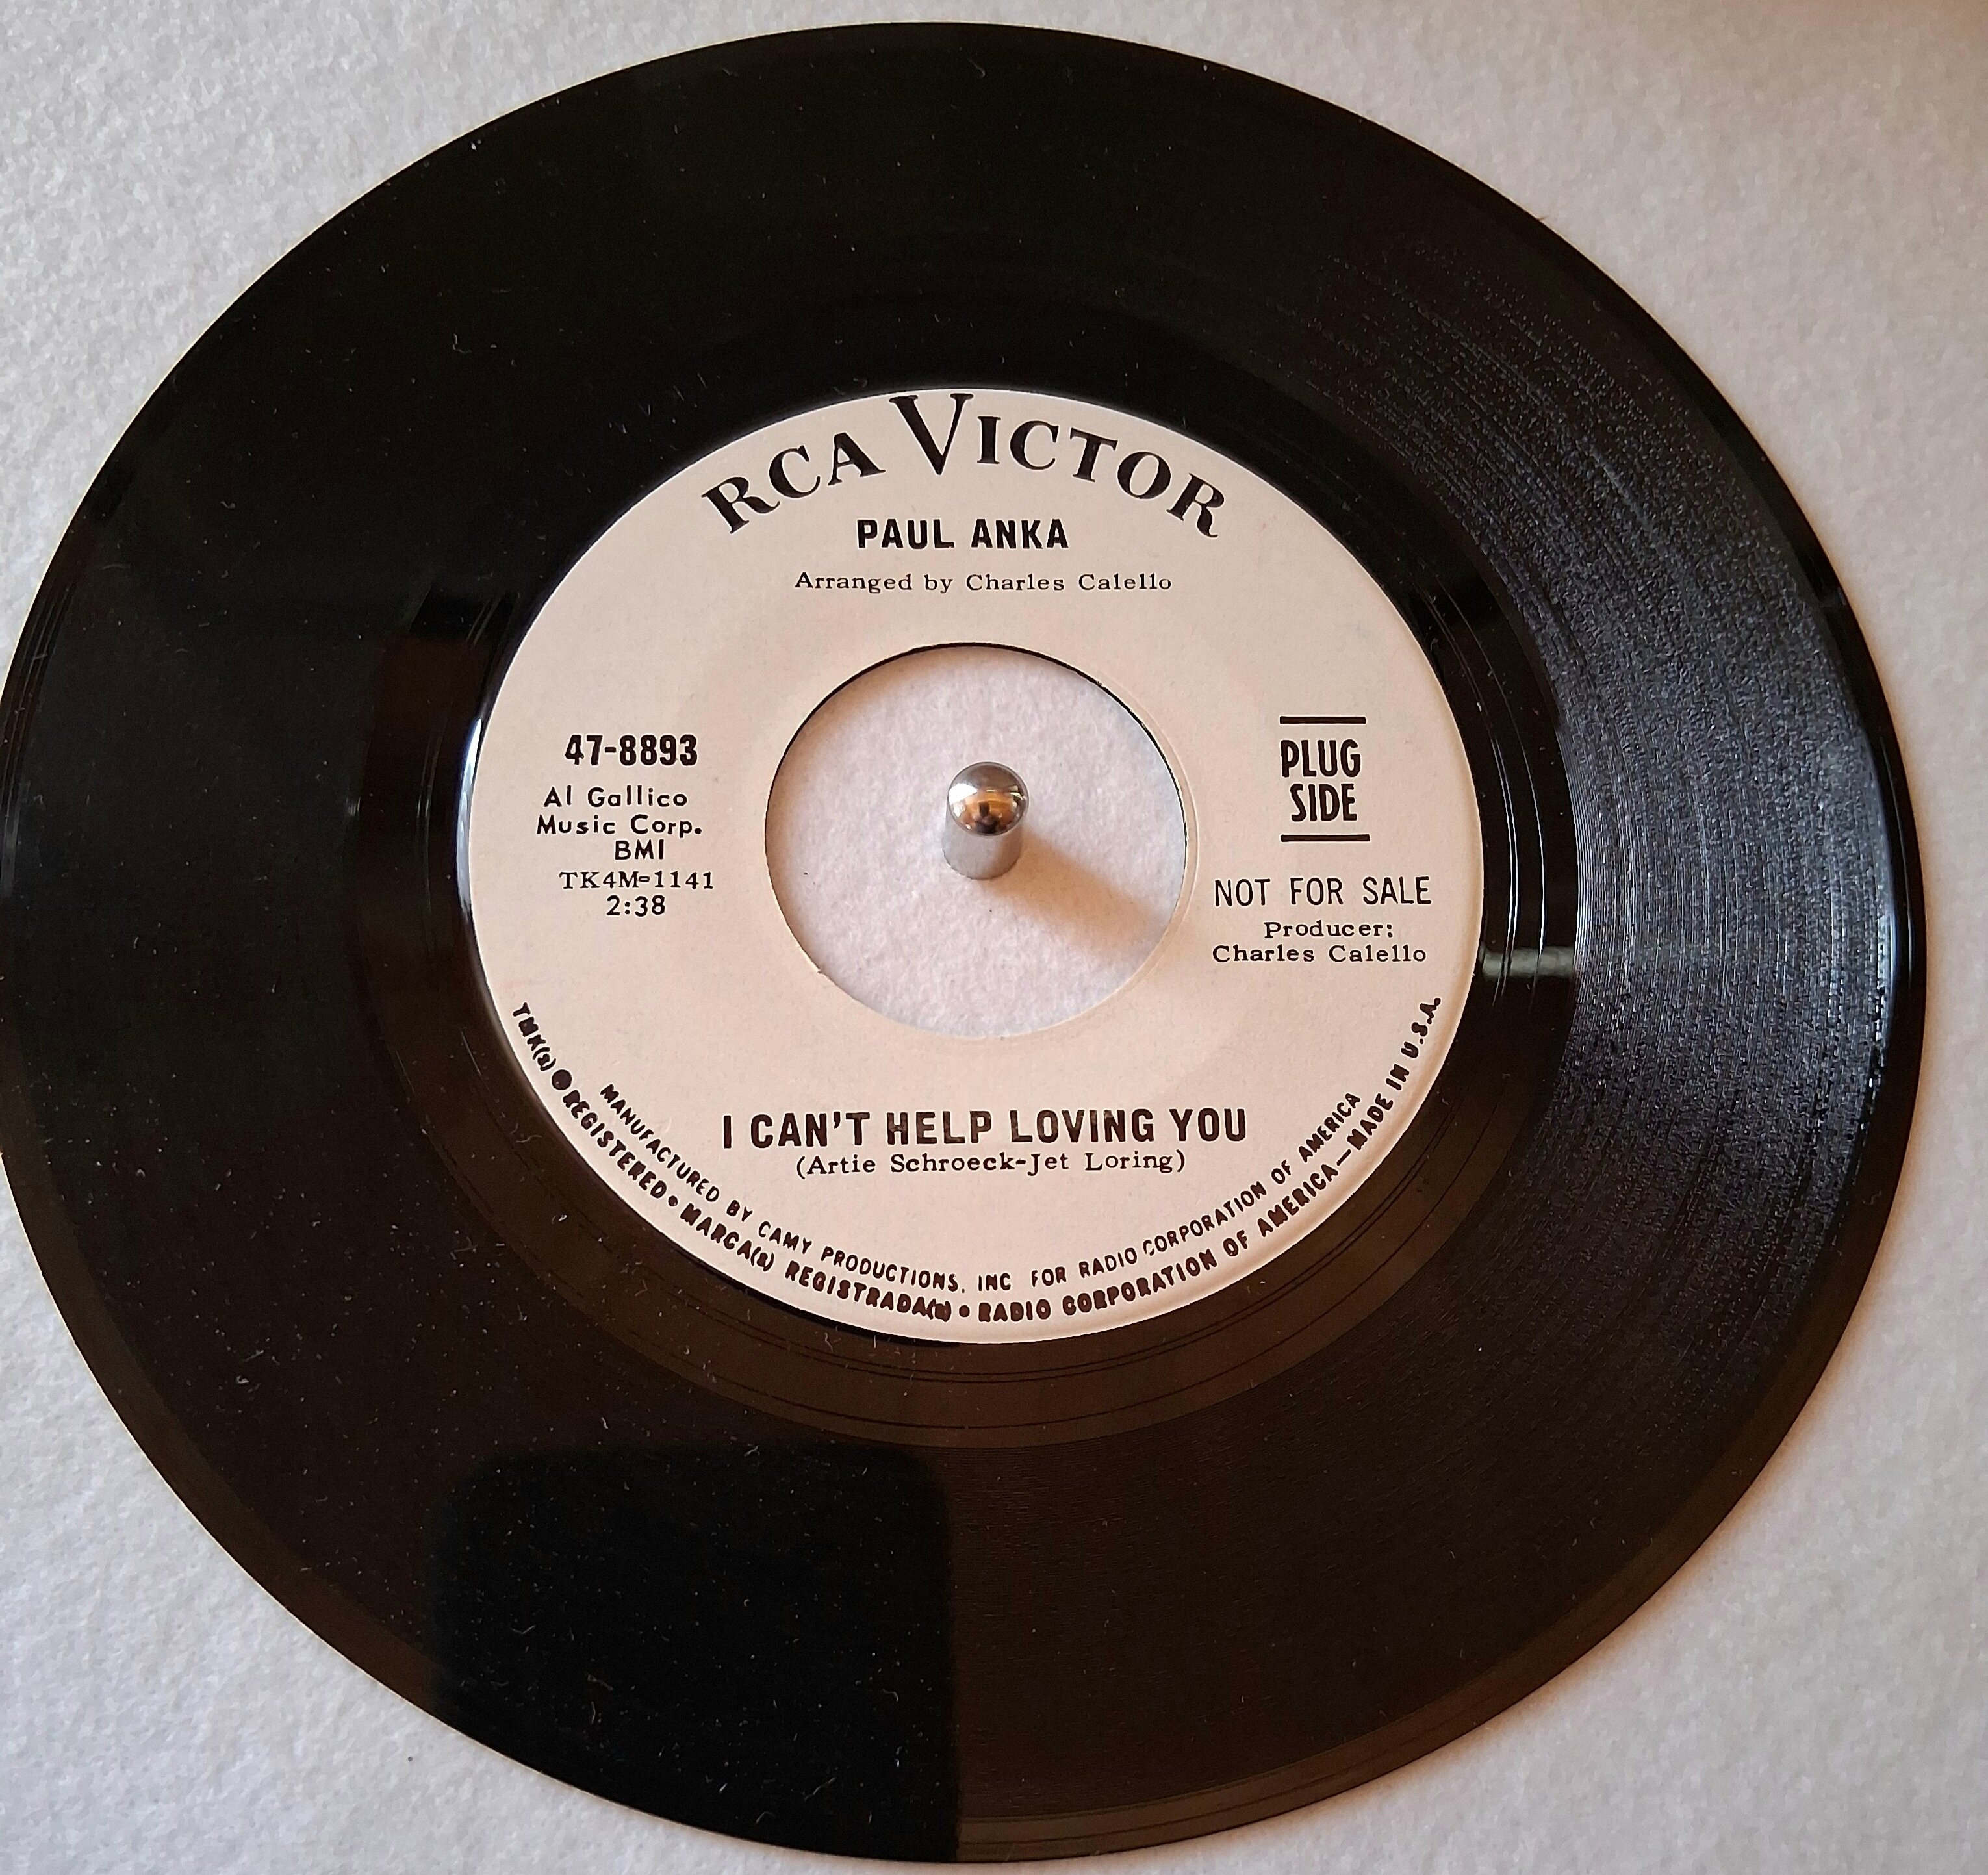 RCA VICTOR
PAUL ANKA
Arranged by Charles Calello
47-8893
Al Gallico
Music Corp.
BMI
TK4M-1141
2:38
PLUG
SIDE
NOT FOR SALE
Producer:
Charles Calello
I CAN'T HELP LOVING YOU
(Artie Schroeck-Jet Loring)
MANUFACTURED BY CAMY PRODUCTIONS, INC FOR RADIO CORPORATION OF AMERICA
TMK(s) ® REGISTERED • MARCA(s) REGISTRADA(s) • RADIO CORPORATION OF AMERICA—MADE IN U.S.A.